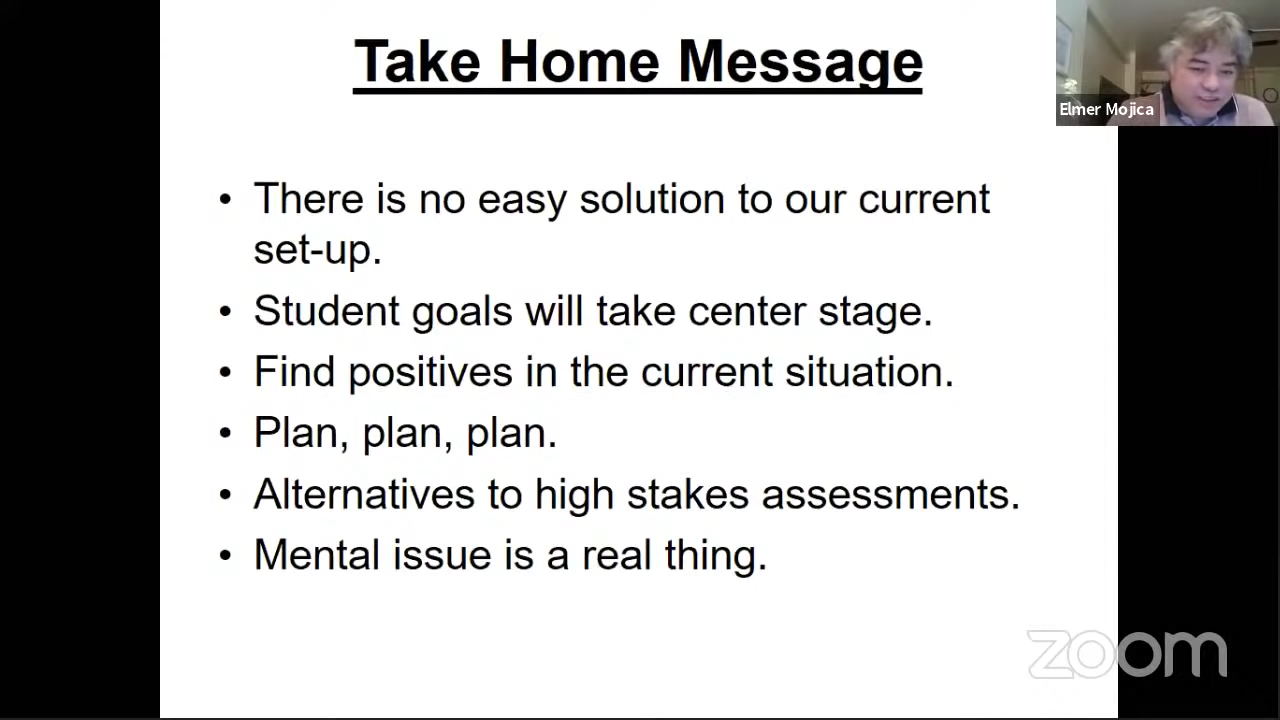 Take Home Message
Elmer Mojica
• There is no easy solution to our current
set-up.
• Student goals will take center stage.
• Find positives in the current situation.
• Plan, plan, plan.
• Alternatives to high stakes assessments.
• Mental issue is a real thing.
zoom